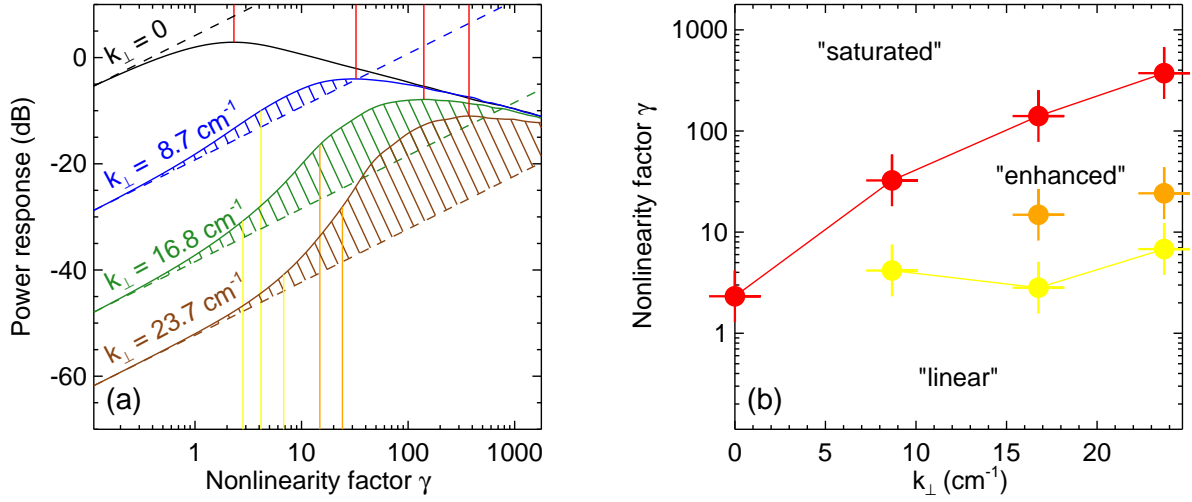 k⊥ = 0
k⊥ = 8.7 cm⁻¹
k⊥ = 16.8 cm⁻¹
k⊥ = 23.7 cm⁻¹
Power response (dB)
0
-20
-40
-60
(a)
1
10
100
1000
Nonlinearity factor γ
Nonlinearity factor γ
1000
100
10
1
"saturated"
"enhanced"
"linear"
(b)
0
5
10
15
20
k⊥ (cm⁻¹)